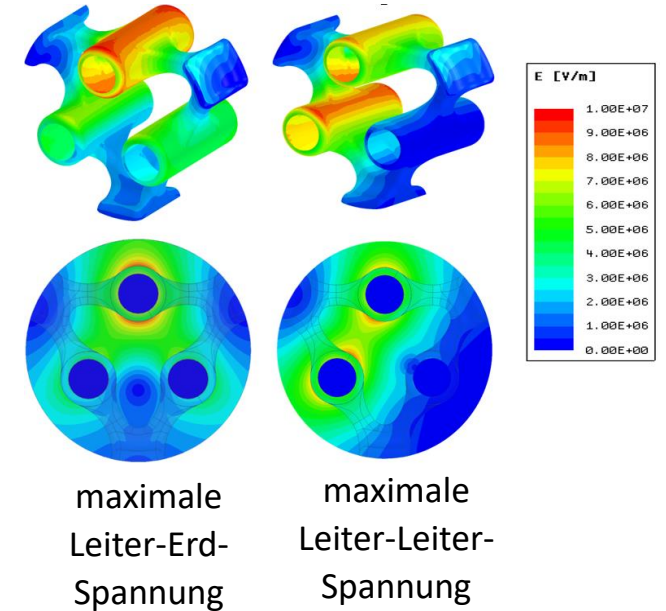 E [V/m]
1.00E+07
9.00E+06
8.00E+06
7.00E+06
6.00E+06
5.00E+06
4.00E+06
3.00E+06
2.00E+06
1.00E+06
0.00E+00
maximale
Leiter-Erd-
Spannung
maximale
Leiter-Leiter-
Spannung